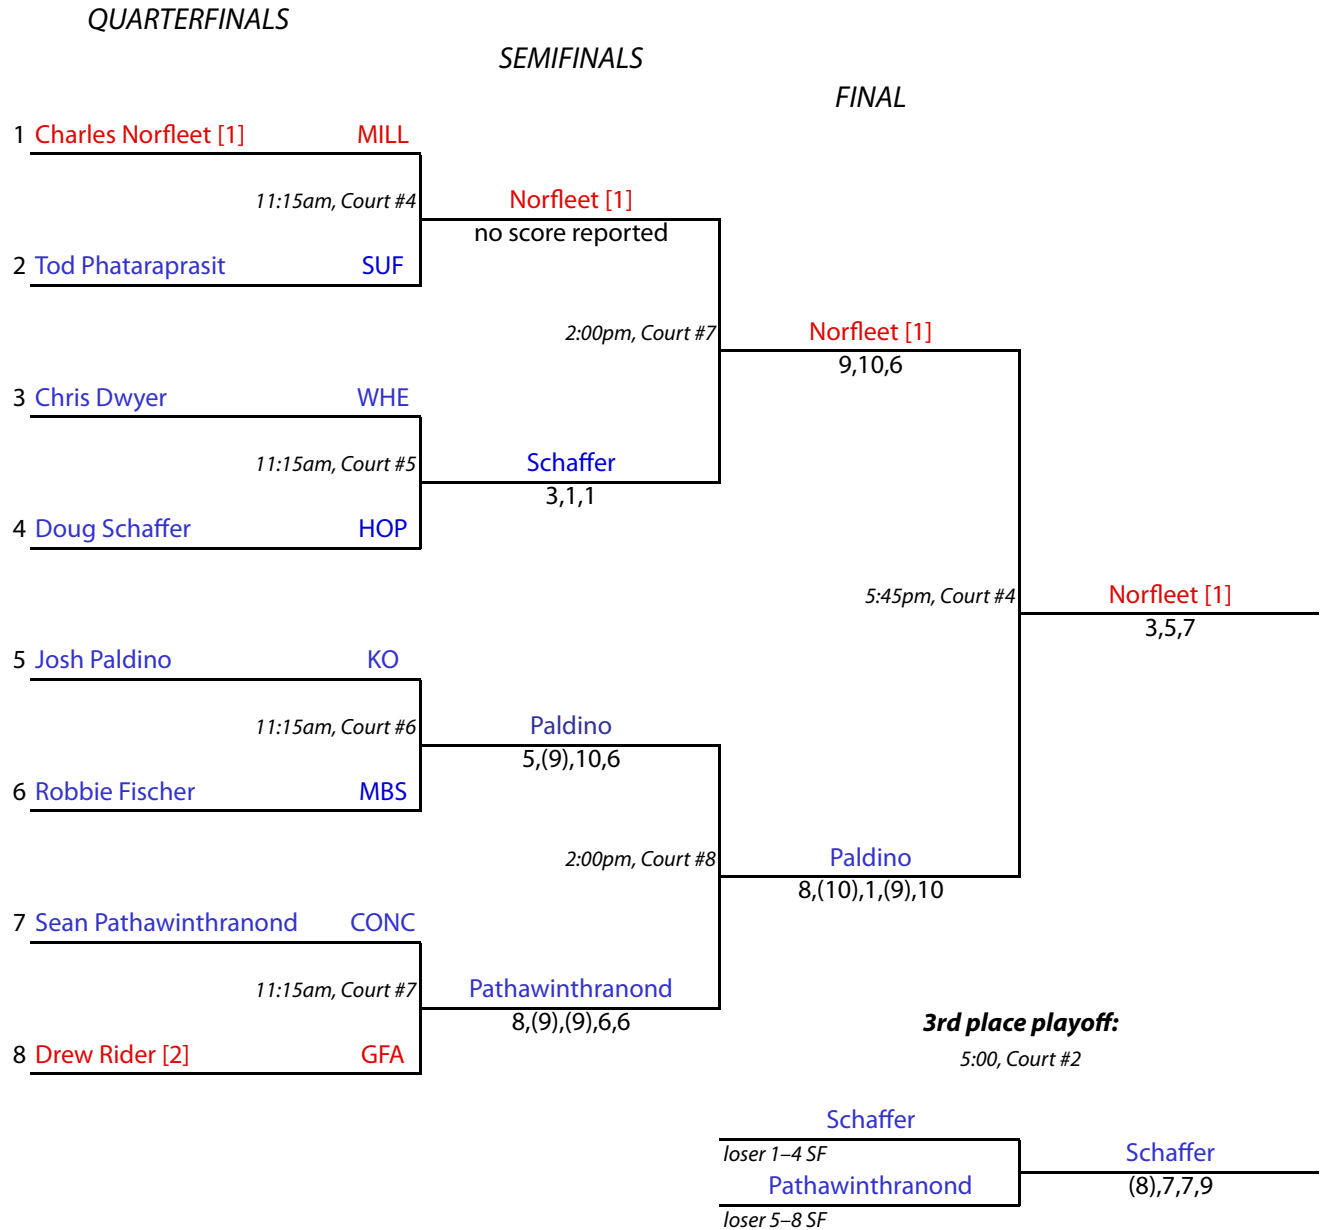 QUARTERFINALS
SEMIFINALS
FINAL
1 Charles Norfleet [1] MILL
11:15am, Court #4
Norfleet [1]
no score reported
2 Tod Phataraprasit SUF
2:00pm, Court #7
Norfleet [1]
9,10,6
3 Chris Dwyer WHE
11:15am, Court #5
Schaffer
3,1,1
4 Doug Schaffer HOP
5:45pm, Court #4
Norfleet [1]
3,5,7
5 Josh Paldino KO
11:15am, Court #6
Paldino
5,(9),10,6
6 Robbie Fischer MBS
2:00pm, Court #8
Paldino
8,(10),1,(9),10
7 Sean Pathawinthranond CONC
11:15am, Court #7
Pathawinthranond
8,(9),(9),6,6
8 Drew Rider [2] GFA
3rd place playoff:
5:00, Court #2
Schaffer
loser 1–4 SF
Pathawinthranond
loser 5–8 SF
Schaffer
(8),7,7,9